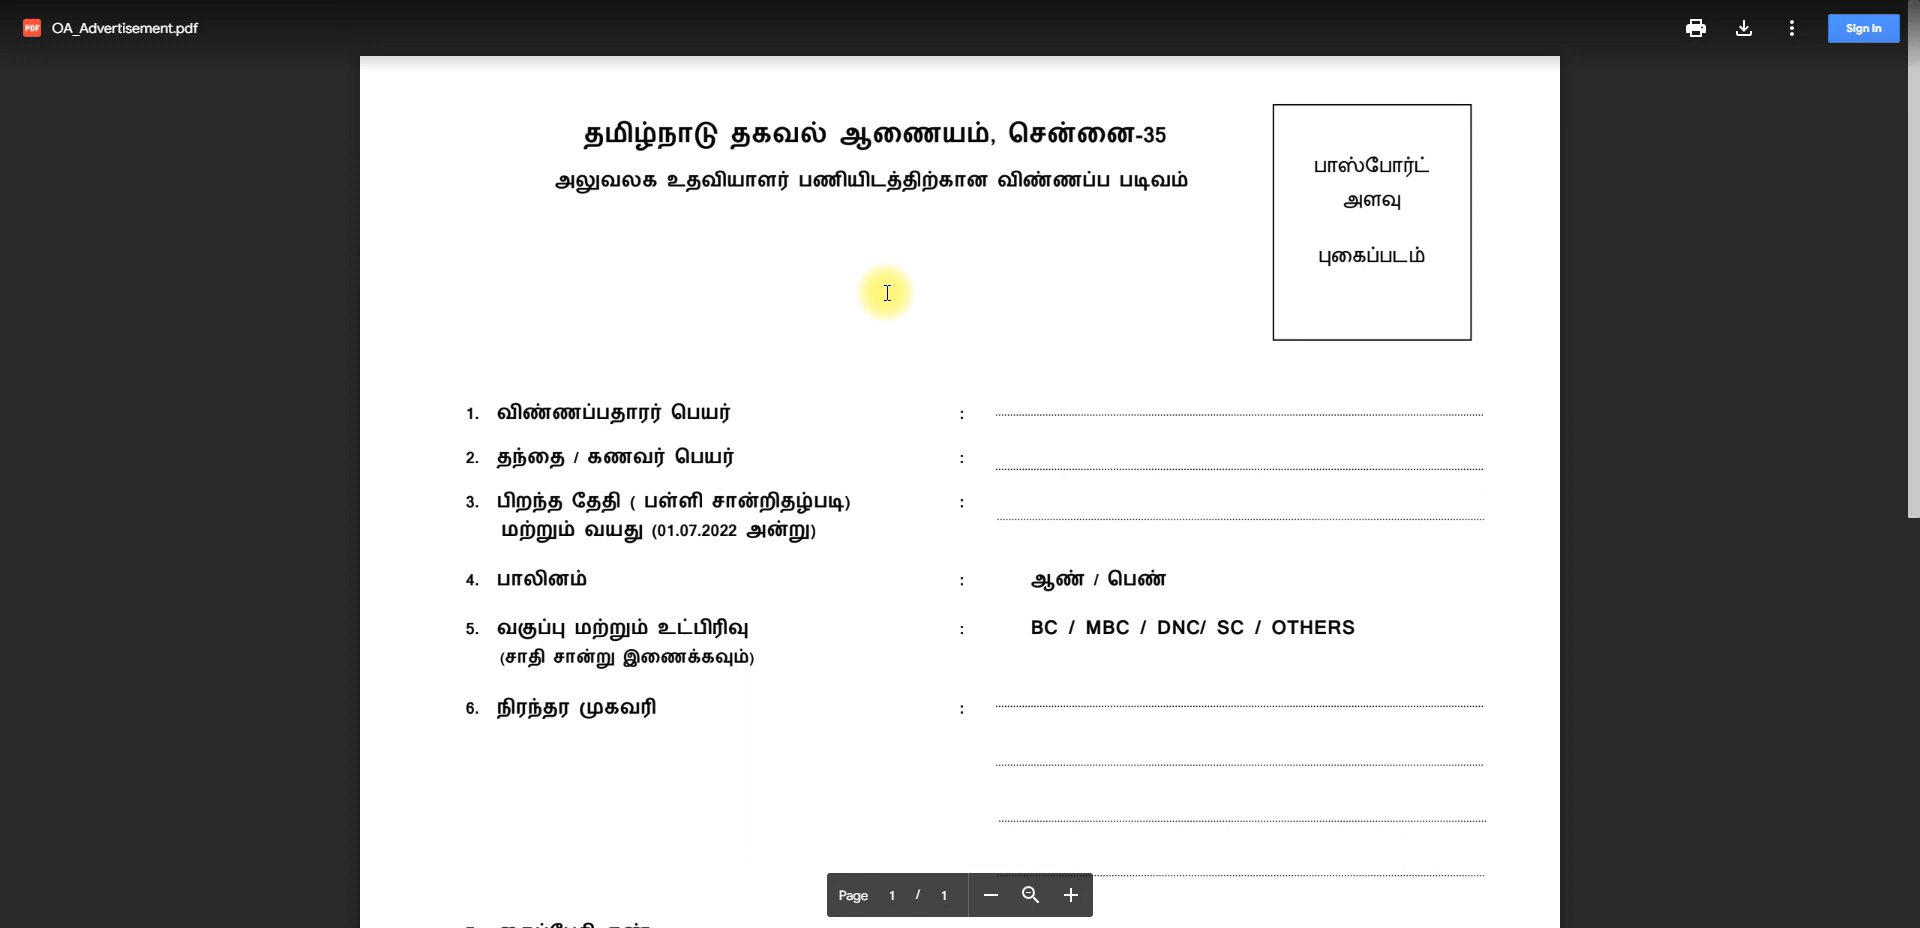 OA_Advertisement.pdf
Sign In
தமிழ்நாடு தகவல் ஆணையம், சென்னை-35
அலுவலக உதவியாளர் பணியிடத்திற்கான விண்ணப்ப படிவம்
பாஸ்போர்ட்
அளவு
புகைப்படம்
1. விண்ணப்பதாரர் பெயர் :
2. தந்தை / கணவர் பெயர் :
3. பிறந்த தேதி ( பள்ளி சான்றிதழ்படி) :
மற்றும் வயது (01.07.2022 அன்று)
4. பாலினம் : ஆண் / பெண்
5. வகுப்பு மற்றும் உட்பிரிவு : BC / MBC / DNC/ SC / OTHERS
(சாதி சான்று இணைக்கவும்)
6. நிரந்தர முகவரி :
Page 1 / 1